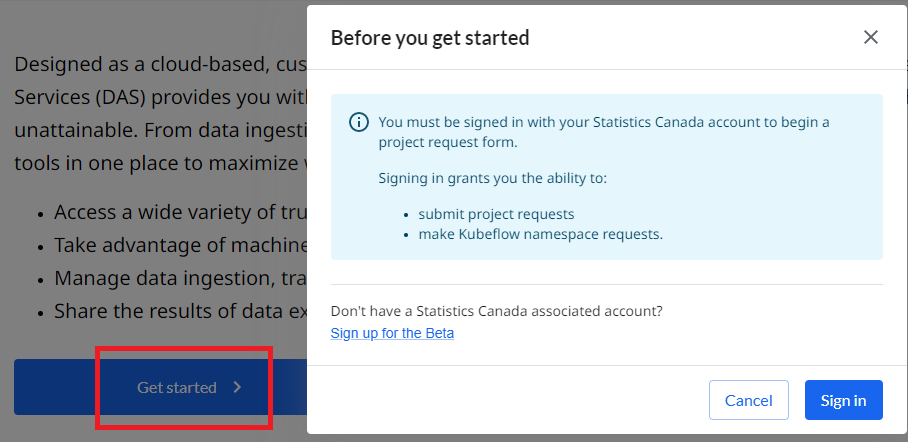 Designed as a cloud-based, cus
Services (DAS) provides you wit
unattainable. From data ingesti
tools in one place to maximize
• Access a wide variety of tru
• Take advantage of machine
• Manage data ingestion, tra
• Share the results of data ex
Get started
Before you get started
You must be signed in with your Statistics Canada account to begin a
project request form.
Signing in grants you the ability to:
• submit project requests
• make Kubeflow namespace requests.
Don't have a Statistics Canada associated account?
Sign up for the Beta
Cancel
Sign in